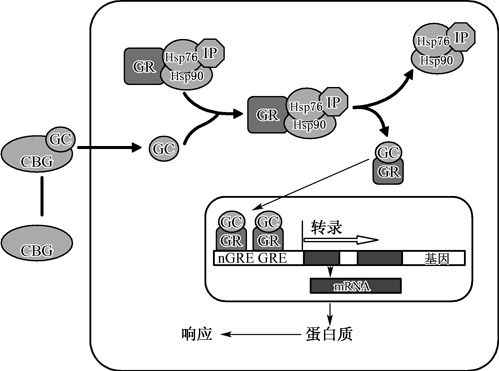 Hsp76 IP
GR
Hsp90
Hsp76 IP
Hsp90
GC
CBG
GC
GR
Hsp76 IP
Hsp90
GC
GR
CBG
GC GC
GR GR
转录
nGRE GRE
基因
mRNA
响应
蛋白质